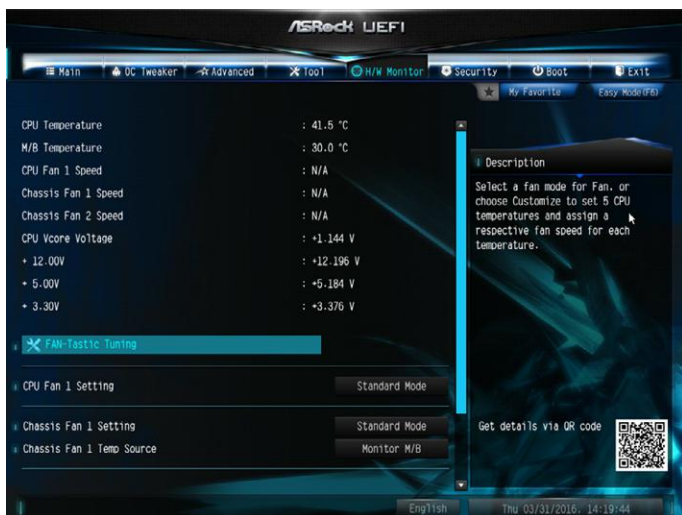 ASRock UEFI
Main OC Tweaker Advanced Tool H/W Monitor Security Boot Exit
My Favorite Easy Mode(F6)
CPU Temperature : 41.5 °C
M/B Temperature : 30.0 °C
CPU Fan 1 Speed : N/A
Chassis Fan 1 Speed : N/A
Chassis Fan 2 Speed : N/A
CPU Vcore Voltage : +1.144 V
+ 12.00V : +12.196 V
+ 5.00V : +5.184 V
+ 3.30V : +3.376 V
FAN-Tastic Tuning
CPU Fan 1 Setting Standard Mode
Chassis Fan 1 Setting Standard Mode
Chassis Fan 1 Temp Source Monitor M/B
Description
Select a fan mode for Fan, or
choose Customize to set 5 CPU
temperatures and assign a
respective fan speed for each
temperature.
Get details via QR code
English Thu 03/31/2016, 14:19:44